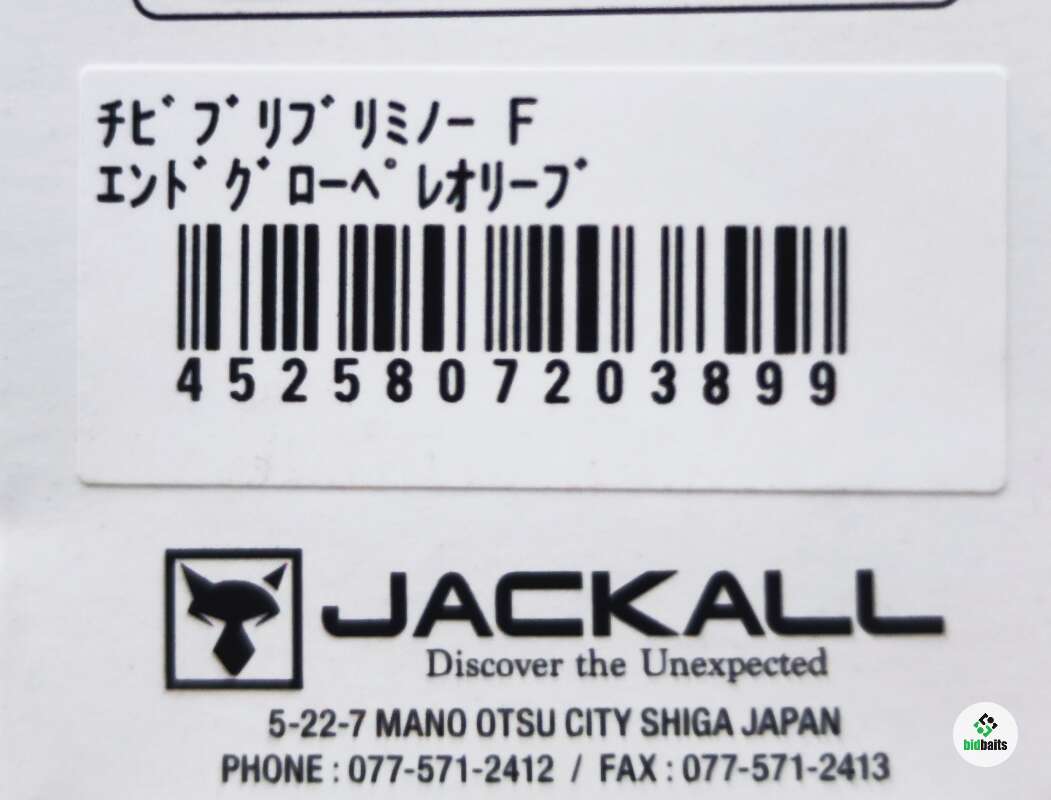 ﾁﾋﾞﾌﾞﾘﾌﾞﾘﾐﾉｰ F
ｴﾝﾄﾞｸﾞﾛｰﾍﾟﾚｵﾘｰﾌﾞ
4525807203899
JACKALL
Discover the Unexpected
5-22-7 MANO OTSU CITY SHIGA JAPAN
PHONE : 077-571-2412 / FAX : 077-571-2413
bidbaits